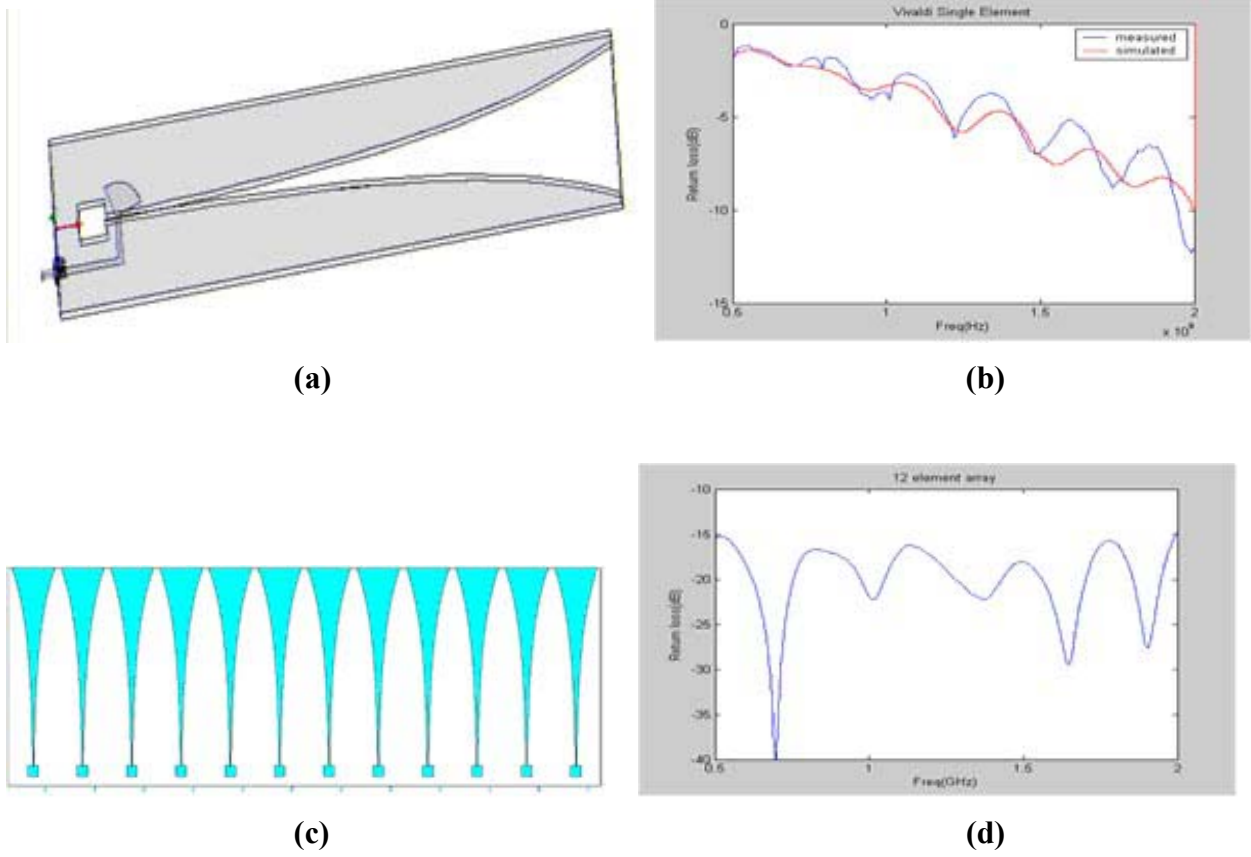 Vivaldi Single Element
measured
simulated
0
-5
-10
-15
Return loss(dB)
0.5
1
1.5
2
Freq(Hz)
x 10⁹
(a)
(b)
12 element array
-10
-15
-20
-25
-30
-35
-40
Return loss(dB)
0.5
1
1.5
2
Freq(GHz)
(c)
(d)